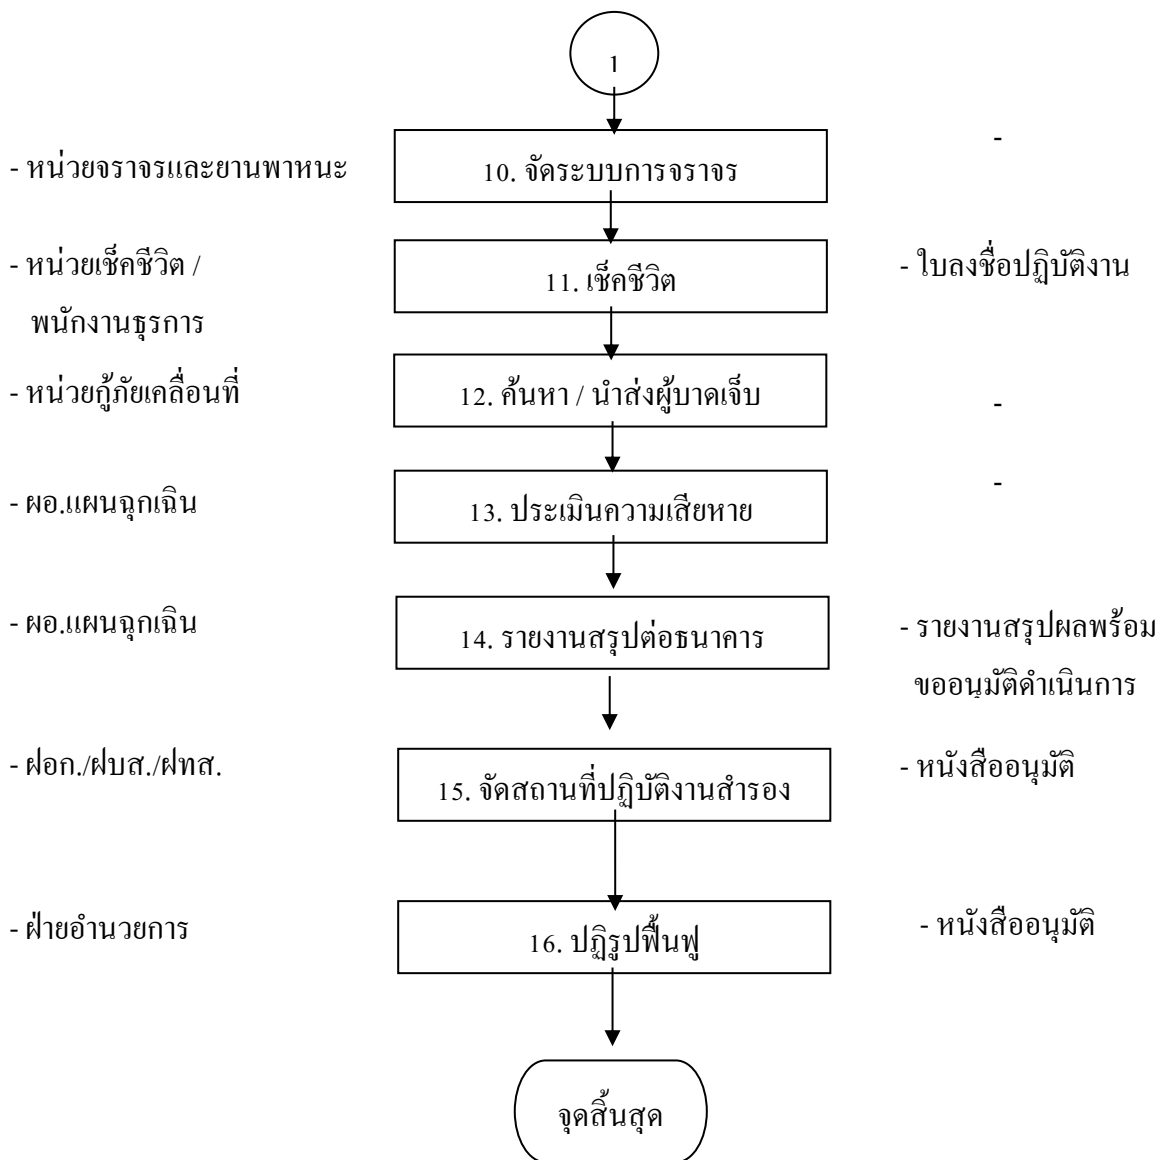 1
- หน่วยจราจรและยานพาหนะ
10. จัดระบบการจราจร
-
- หน่วยเช็คชีวิต /
พนักงานธุรการ
11. เช็คชีวิต
- ใบลงชื่อปฏิบัติงาน
- หน่วยกู้ภัยเคลื่อนที่
12. ค้นหา / นำส่งผู้บาดเจ็บ
-
- ผอ.แผนฉุกเฉิน
13. ประเมินความเสียหาย
-
- ผอ.แผนฉุกเฉิน
14. รายงานสรุปต่อธนาคาร
- รายงานสรุปผลพร้อม
ขออนุมัติดำเนินการ
- ฝอก./ฝบส./ฝทส.
15. จัดสถานที่ปฏิบัติงานสำรอง
- หนังสืออนุมัติ
- ฝ่ายอำนวยการ
16. ปฏิรูปฟื้นฟู
- หนังสืออนุมัติ
จุดสิ้นสุด